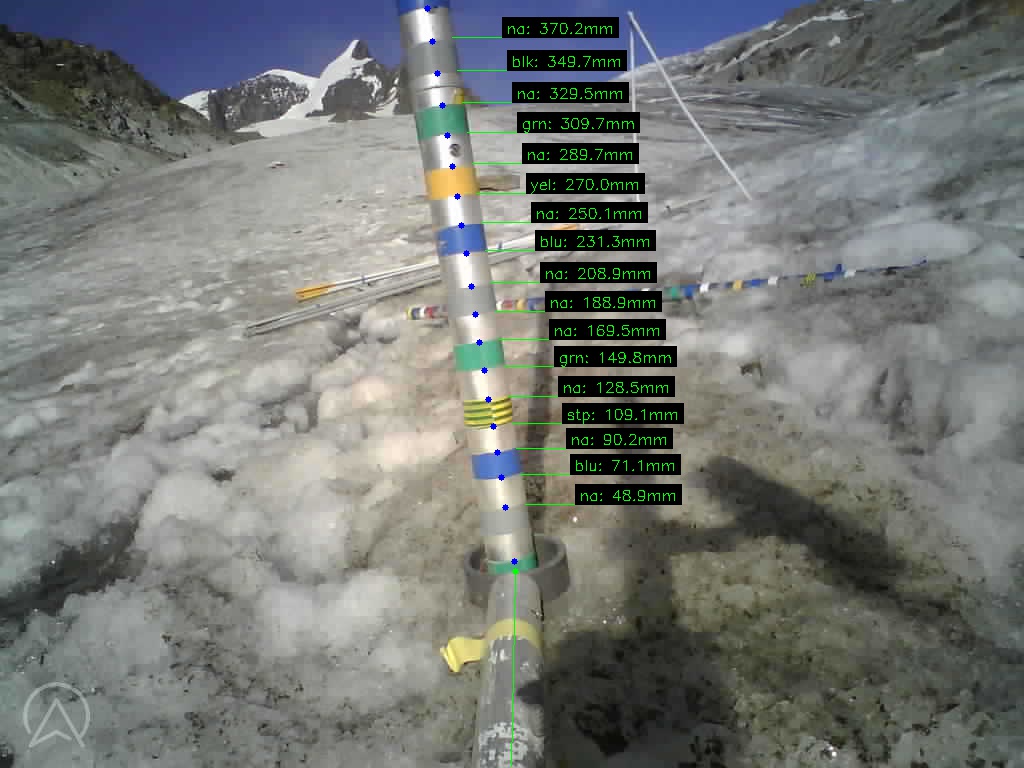 na: 370.2mm
blk: 349.7mm
na: 329.5mm
grn: 309.7mm
na: 289.7mm
yel: 270.0mm
na: 250.1mm
blu: 231.3mm
na: 208.9mm
na: 188.9mm
na: 169.5mm
grn: 149.8mm
na: 128.5mm
stp: 109.1mm
na: 90.2mm
blu: 71.1mm
na: 48.9mm